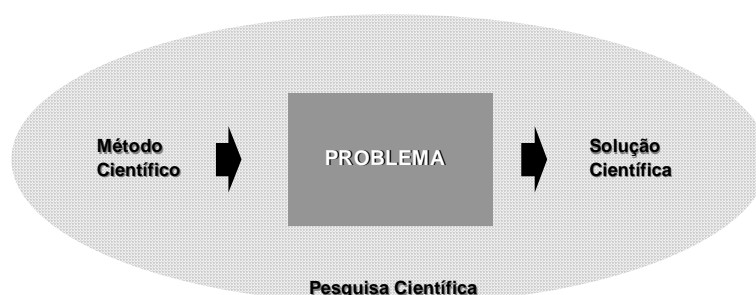 Método
Científico
PROBLEMA
Solução
Científica
Pesquisa Científica